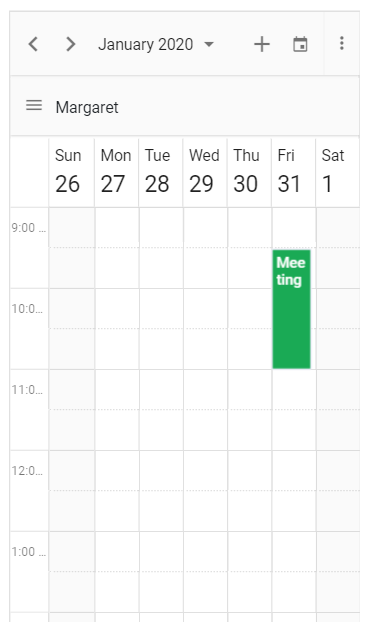 January 2020
Margaret
Sun Mon Tue Wed Thu Fri Sat
26 27 28 29 30 31 1
9:00 ...
Mee
ting
10:0...
11:0...
12:0...
1:00 ...